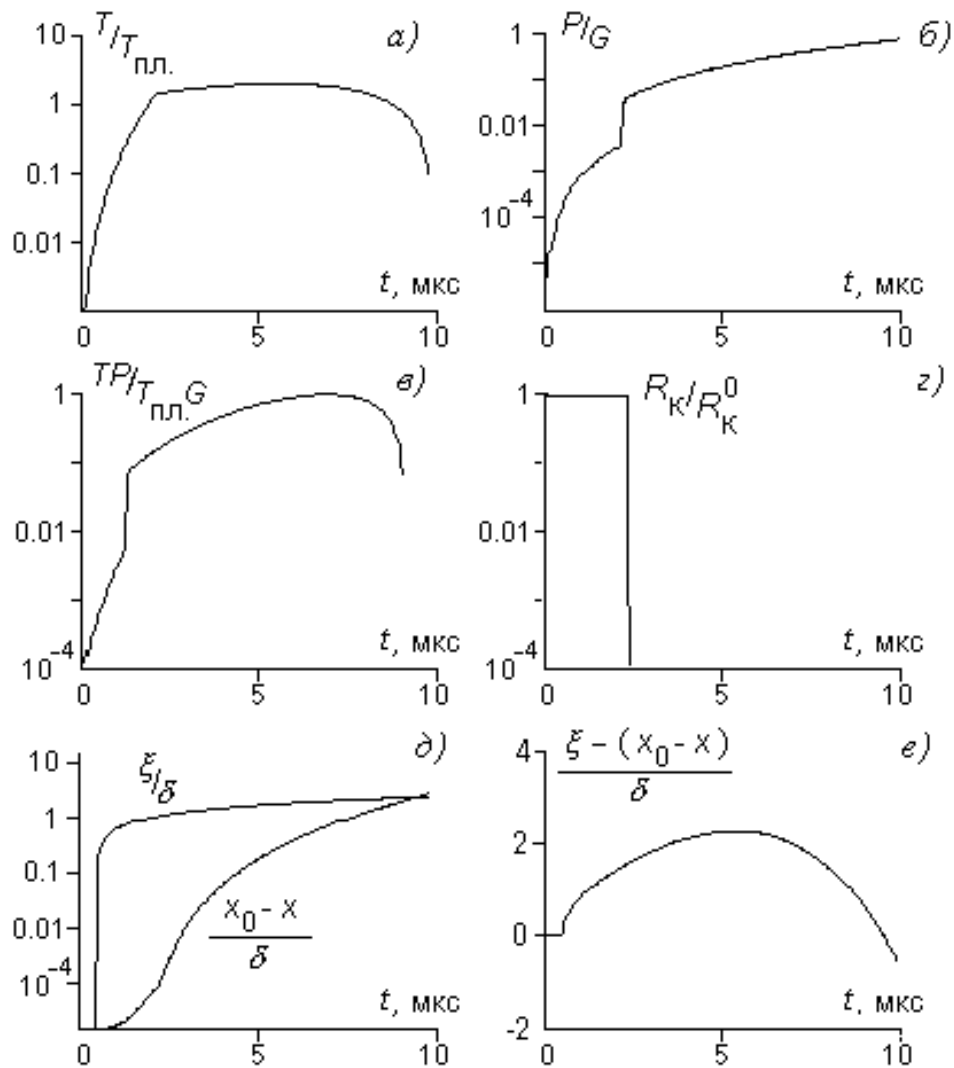 T/Tпл. а)
10
1
0.1
0.01
t, мкс
0 5 10
P/G б)
1
0.01
10⁻⁴
t, мкс
0 5 10
TP/Tпл.G в)
1
0.01
10⁻⁴
t, мкс
0 5 10
Rк/Rк⁰ г)
1
0.01
10⁻⁴
t, мкс
0 5 10
д)
10
1
0.1
0.01
10⁻⁴
ξ/δ
x₀ - x
δ
t, мкс
0 5 10
е)
ξ - (x₀ - x)
δ
4
2
0
-2
t, мкс
0 5 10